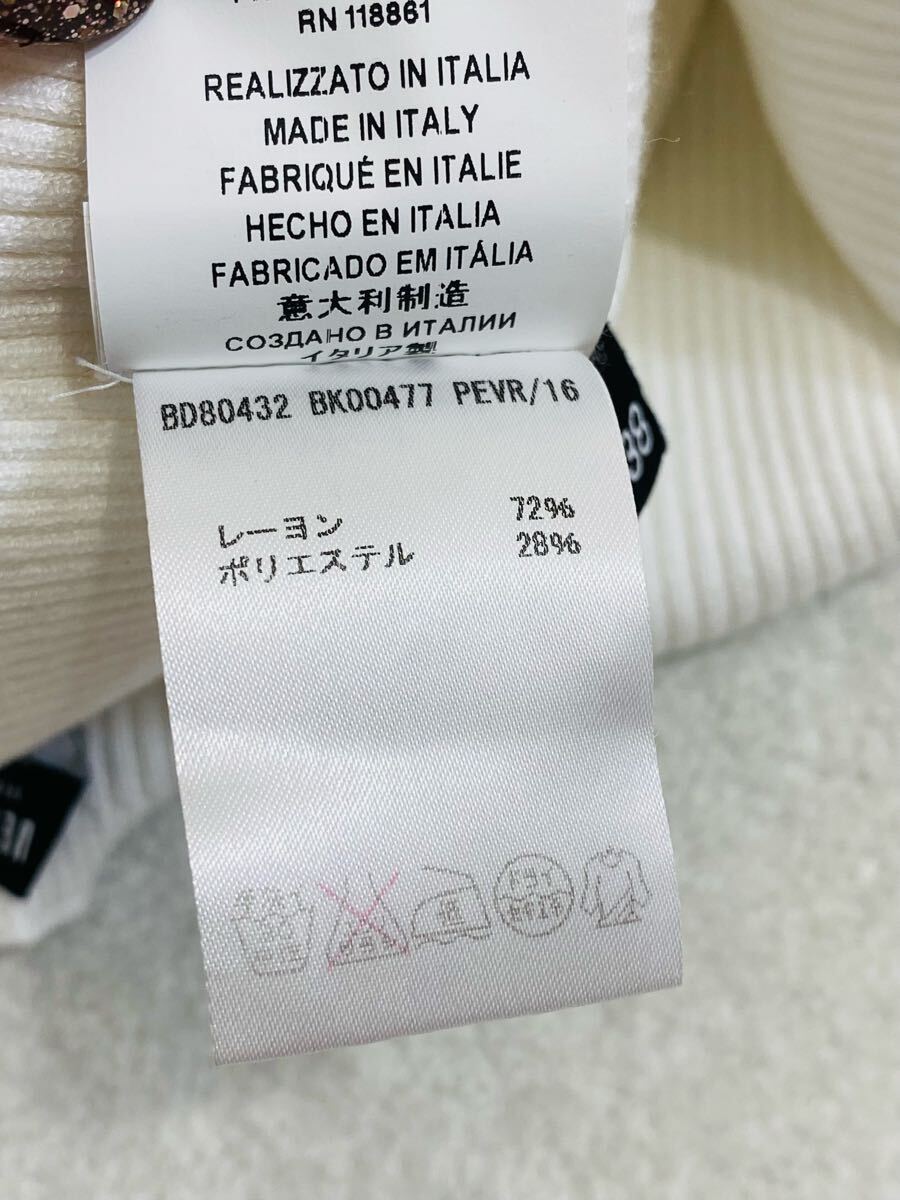 RN 118861
REALIZZATO IN ITALIA
MADE IN ITALY
FABRIQUÉ EN ITALIE
HECHO EN ITALIA
FABRICADO EM ITÁLIA
意大利制造
СОЗДАНО В ИТАЛИИ
イタリア製
BD80432 BK00477 PEVR/16
レーヨン 72%
ポリエステル 28%